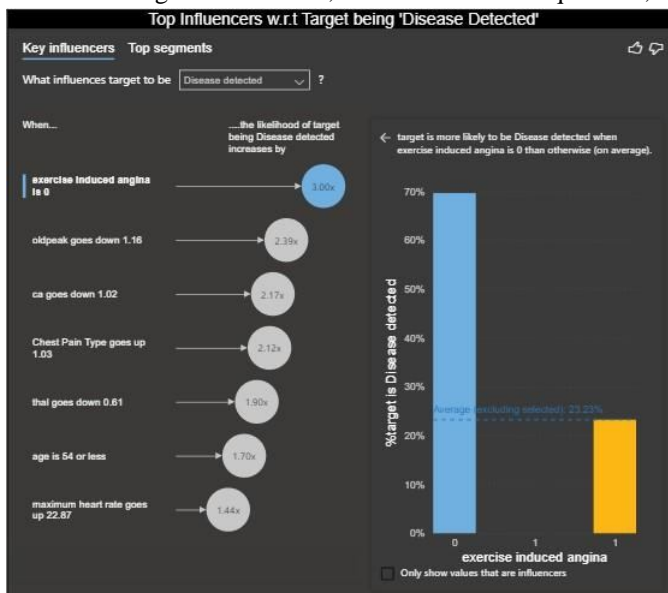 Top Influencers w.r.t Target being 'Disease Detected'
Key influencers Top segments
What influences target to be Disease detected ?
When...
....the likelihood of target
being Disease detected
increases by
exercise induced angina
is 0
3.00x
oldpeak goes down 1.16
2.39x
ca goes down 1.02
2.17x
Chest Pain Type goes up
1.03
2.12x
thal goes down 0.61
1.90x
age is 54 or less
1.70x
maximum heart rate goes
up 22.87
1.44x
target is more likely to be Disease detected when
exercise induced angina is 0 than otherwise (on average).
%target is Disease detected
70%
60%
50%
40%
30%
Average (excluding selected): 23.23%
20%
10%
0%
0 1 1
exercise induced angina
Only show values that are influencers